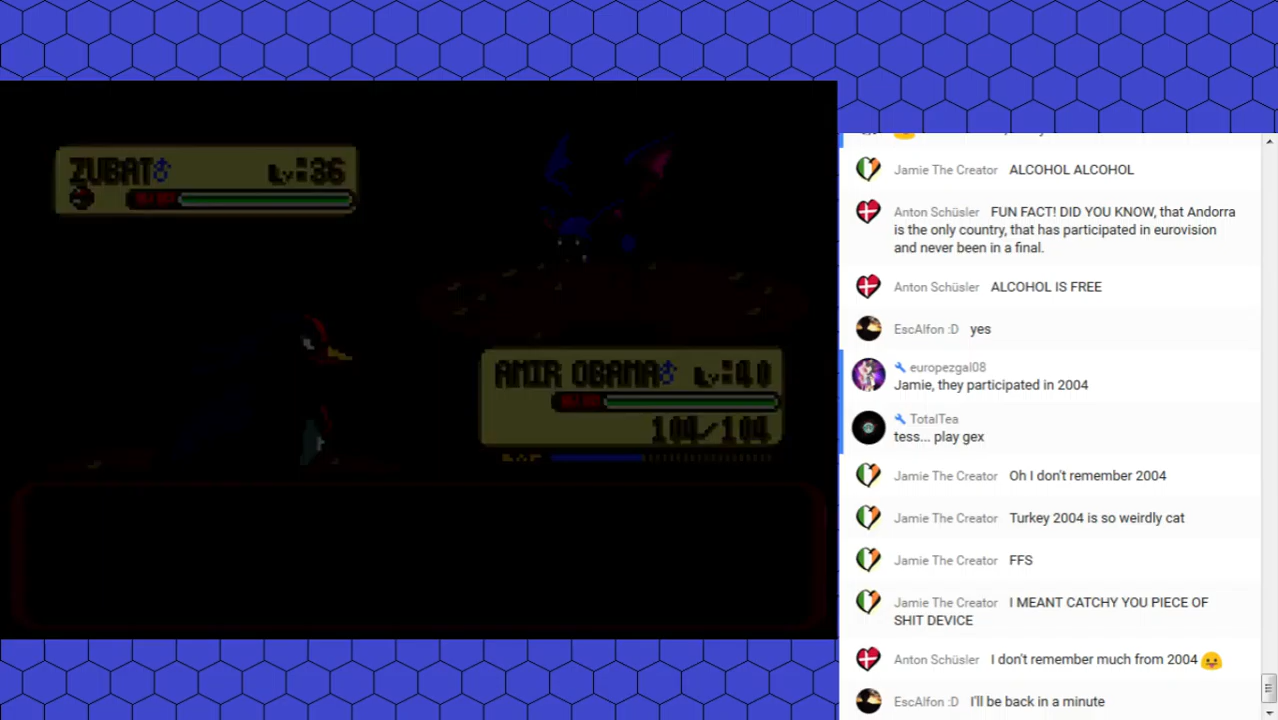 ZUBAT♂ Lv:36
AMIR OBAMA♂ Lv:40
104/104
Jamie The Creator ALCOHOL ALCOHOL
Anton Schüsler FUN FACT! DID YOU KNOW, that Andorra
is the only country, that has participated in eurovision
and never been in a final.
Anton Schüsler ALCOHOL IS FREE
EscAlfon :D yes
europezgal08
Jamie, they participated in 2004
TotalTea
tess... play gex
Jamie The Creator Oh I don't remember 2004
Jamie The Creator Turkey 2004 is so weirdly cat
Jamie The Creator FFS
Jamie The Creator I MEANT CATCHY YOU PIECE OF
SHIT DEVICE
Anton Schüsler I don't remember much from 2004 😛
EscAlfon :D I'll be back in a minute